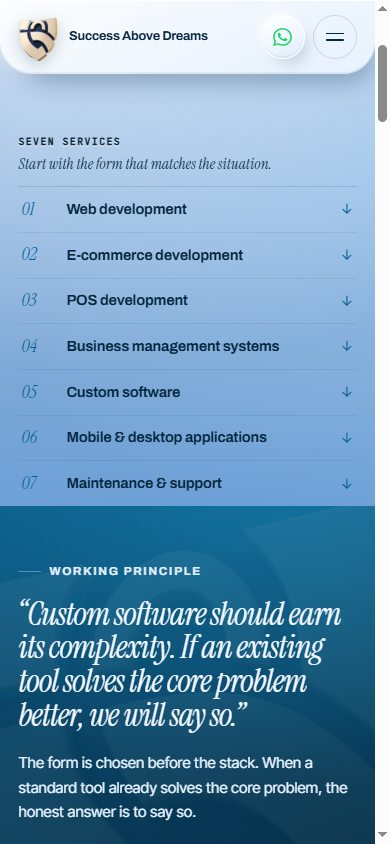 Success Above Dreams
SEVEN SERVICES
Start with the form that matches the situation.
01 Web development
02 E-commerce development
03 POS development
04 Business management systems
05 Custom software
06 Mobile & desktop applications
07 Maintenance & support
WORKING PRINCIPLE
“Custom software should earn
its complexity. If an existing
tool solves the core problem
better, we will say so.”
The form is chosen before the stack. When a
standard tool already solves the core problem, the
honest answer is to say so.